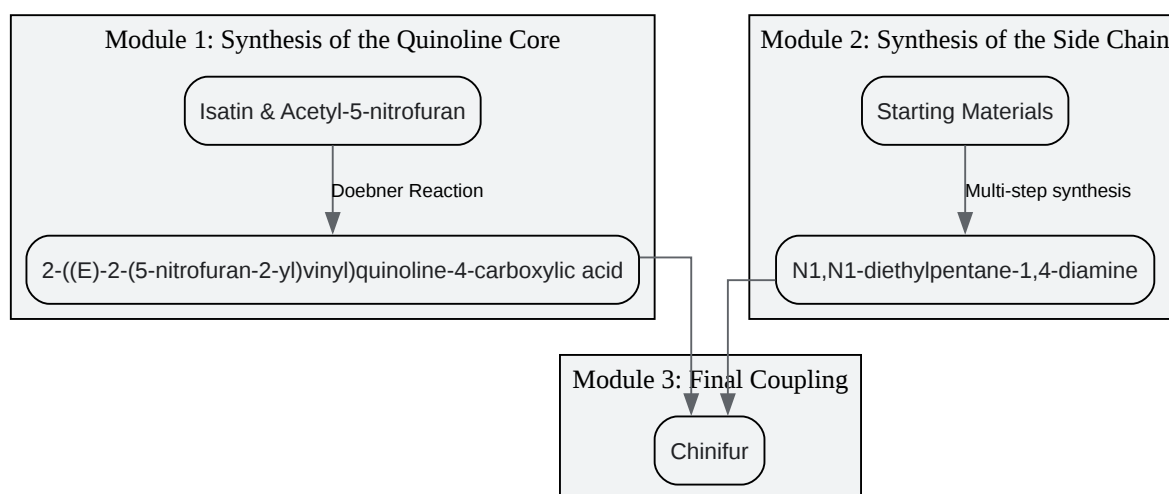 Module 1: Synthesis of the Quinoline Core
Isatin & Acetyl-5-nitrofuran
Doebner Reaction
2-((E)-2-(5-nitrofuran-2-yl)vinyl)quinoline-4-carboxylic acid
Module 2: Synthesis of the Side Chain
Starting Materials
Multi-step synthesis
N1,N1-diethylpentane-1,4-diamine
Module 3: Final Coupling
Chinifur